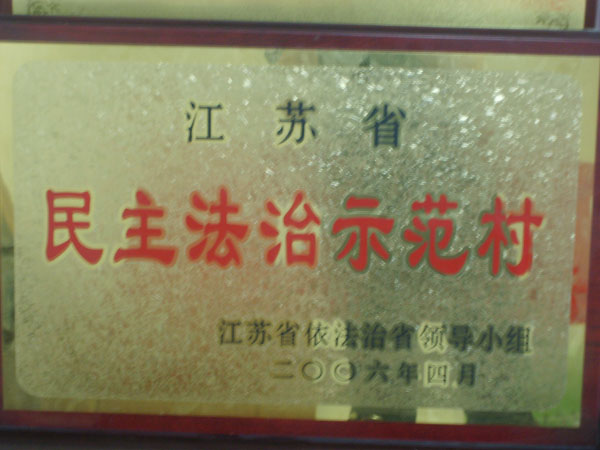 江苏省
民主法治示范村
江苏省依法治省领导小组
二〇〇六年四月